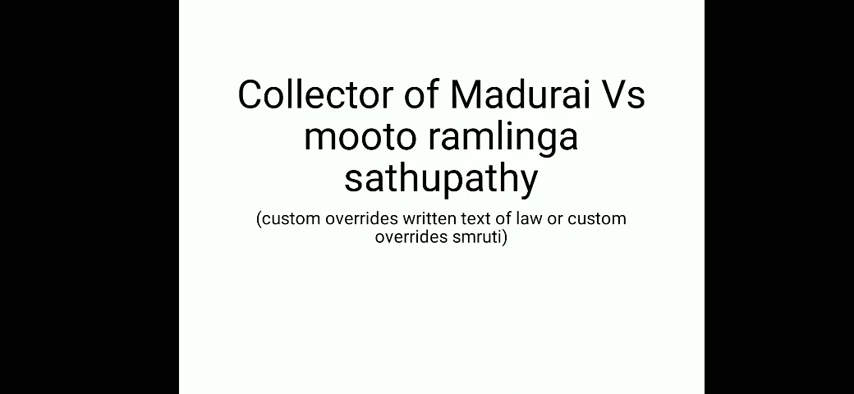 Collector of Madurai Vs
mooto ramlinga
sathupathy
(custom overrides written text of law or custom
overrides smruti)